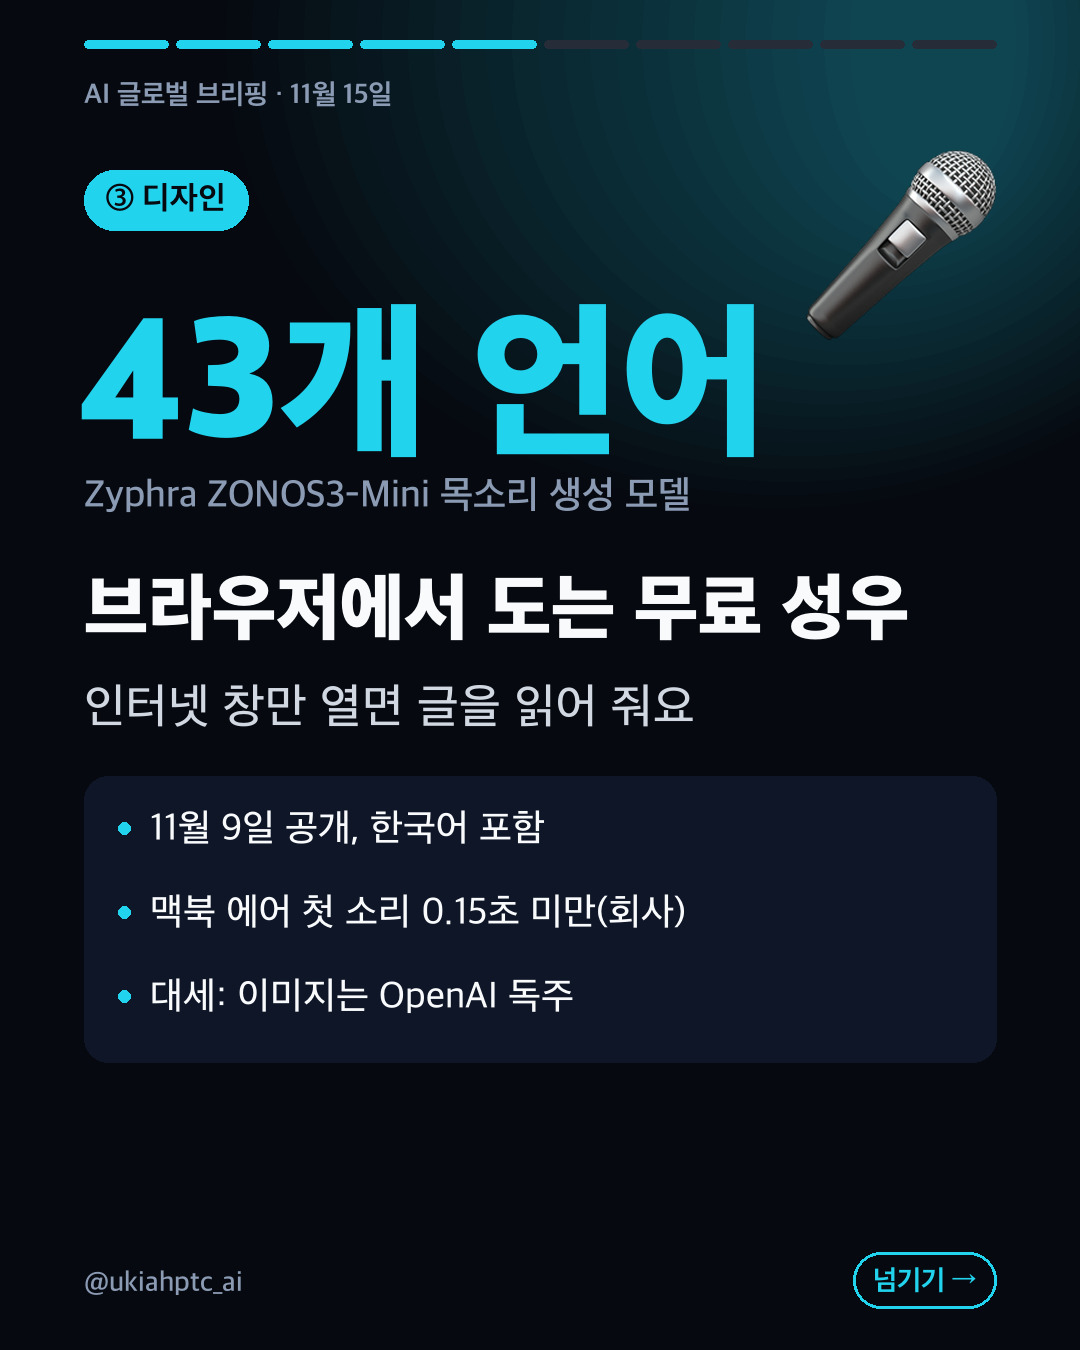 AI 글로벌 브리핑 · 11월 15일
③ 디자인
43개 언어
Zyphra ZONOS3-Mini 목소리 생성 모델
브라우저에서 도는 무료 성우
인터넷 창만 열면 글을 읽어 줘요
• 11월 9일 공개, 한국어 포함
• 맥북 에어 첫 소리 0.15초 미만(회사)
• 대세: 이미지는 OpenAI 독주
@ukiahptc_ai
넘기기 →